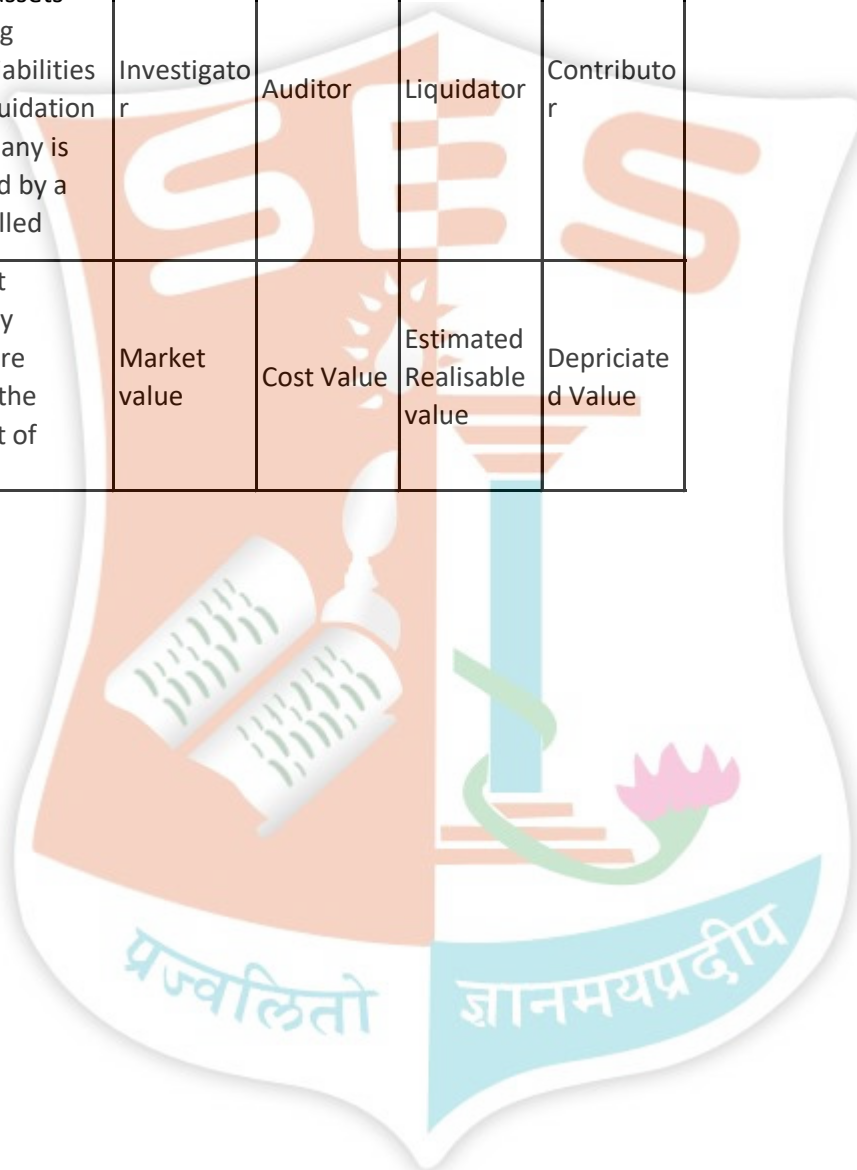 assets
g
abilities
uidation
any is
d by a
lled
Investigato
r
Auditor
Liquidator
Contributo
r
t
y
re
the
t of
Market
value
Cost Value
Estimated
Realisable
value
Depriciate
d Value
SES
प्रज्वलितो
ज्ञानमयप्रदीप